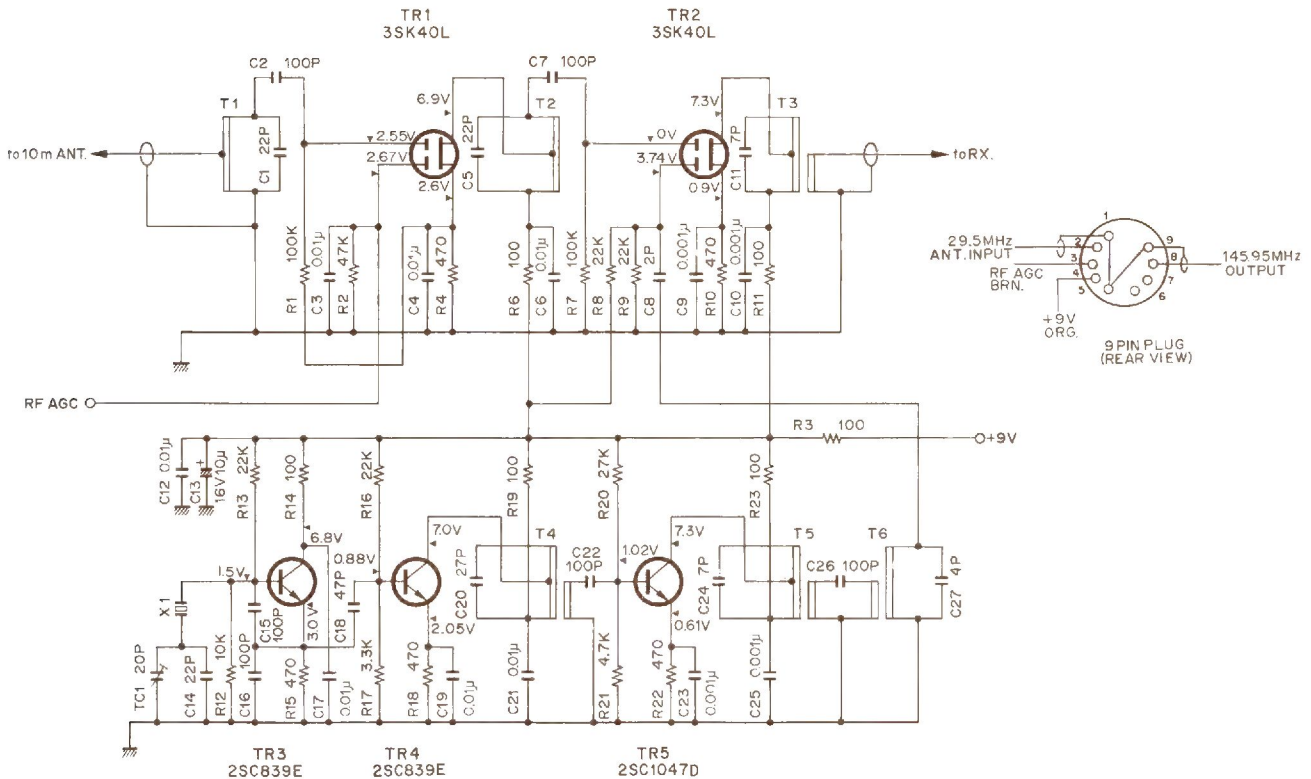 TR1
3SK40L
TR2
3SK40L
C2 100P
C7 100P
T1
C1 22P
6.9V
2.55V
2.67V
2.6V
T2
C5 22P
7.3V
0V
3.74V
0.9V
T3
C11 7P
to 10m ANT.
to RX.
R1 100K
C3 0.01μ
R2 47K
C4 0.01μ
R4 470
R6 100
C6 0.01μ
R7 100K
R8 22K
R9 22K
C8 2P
C9 0.001μ
R10 470
C10 0.001μ
R11 100
1
2
3
4
5
6
7
8
9
29.5MHz
ANT. INPUT
RF AGC
BRN.
+9V
ORG.
145.95MHz
OUTPUT
9 PIN PLUG
(REAR VIEW)
RF AGC
R3 100
+9V
C12 0.01μ
C13 16V10μ
+
R13 22K
R14 100
R16 22K
R19 100
R20 27K
R23 100
6.8V
1.5V
3.0V
0.88V
7.0V
2.05V
T4
C20 27P
C22
100P
1.02V
7.3V
0.61V
T5
C24 7P
T6
C26 100P
C27 4P
X1
TC1 20P
C14 22P
R12 10K
C15
100P
C16 100P
R15 470
C17 0.01μ
C18 47P
R17 3.3K
R18 470
C19 0.01μ
C21 0.01μ
R21 4.7K
R22 470
C23 0.001μ
C25 0.001μ
TR3
2SC839E
TR4
2SC839E
TR5
2SC1047D